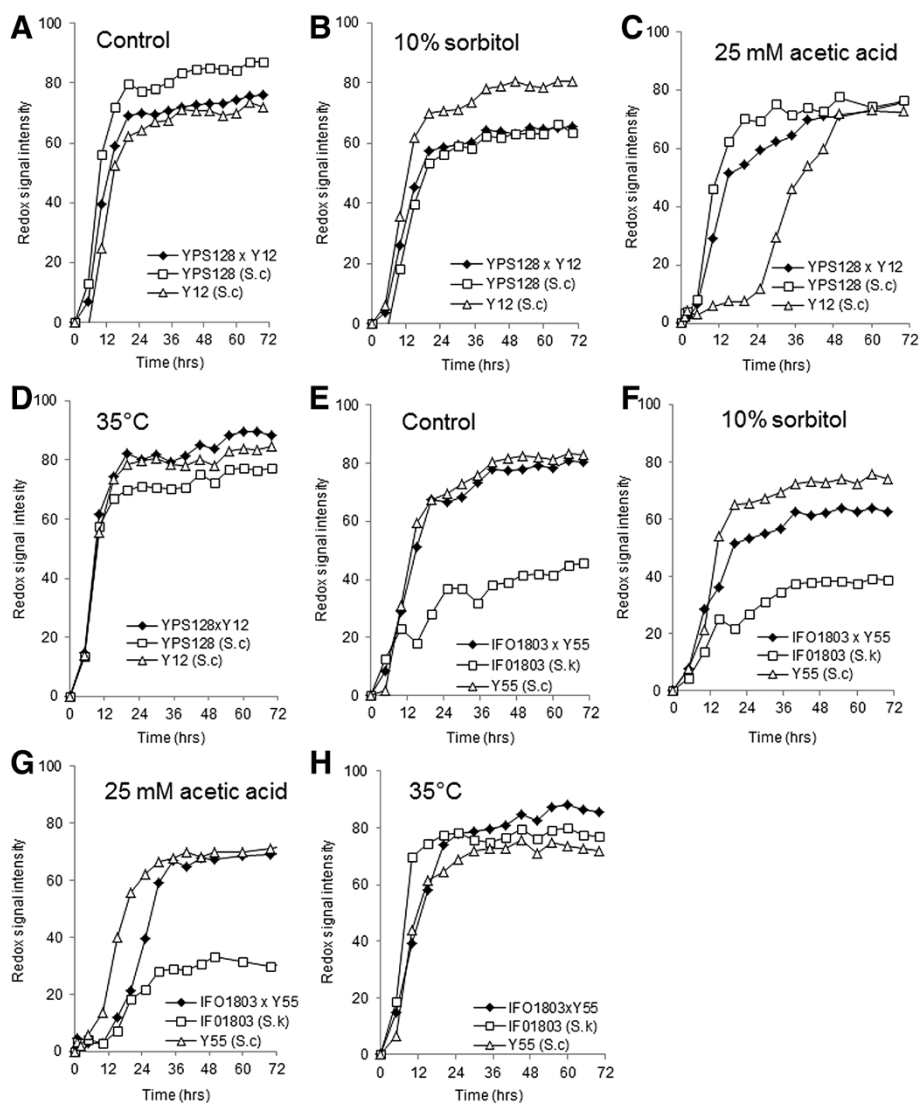 A
Control
Redox signal intensity
100
80
60
40
20
0
YPS128 x Y12
YPS128 (S.c)
Y12 (S.c)
0 12 24 36 48 60 72
Time (hrs)
B
10% sorbitol
Redox signal intensity
100
80
60
40
20
0
YPS128 x Y12
YPS128 (S.c)
Y12 (S.c)
0 12 24 36 48 60 72
Time (hrs)
C
25 mM acetic acid
Redox signal intensity
100
80
60
40
20
0
YPS128 x Y12
YPS128 (S.c)
Y12 (S.c)
0 12 24 36 48 60 72
Time (hrs)
D
35°C
Redox signal intensity
100
80
60
40
20
0
YPS128xY12
YPS128 (S.c)
Y12 (S.c)
0 12 24 36 48 60 72
Time (hrs)
E
Control
Redox signal intensity
100
80
60
40
20
0
IFO1803 x Y55
IF01803 (S.k)
Y55 (S.c)
0 12 24 36 48 60 72
Time (hrs)
F
10% sorbitol
Redox signal intensity
100
80
60
40
20
0
IFO1803 x Y55
IF01803 (S.k)
Y55 (S.c)
0 12 24 36 48 60 72
Time (hrs)
G
25 mM acetic acid
Redox signal intensity
100
80
60
40
20
0
IFO1803 x Y55
IF01803 (S.k)
Y55 (S.c)
0 12 24 36 48 60 72
Time (hrs)
H
35°C
Redox signal intensity
100
80
60
40
20
0
IFO1803xY55
IF01803 (S.k)
Y55 (S.c)
0 12 24 36 48 60 72
Time (hrs)